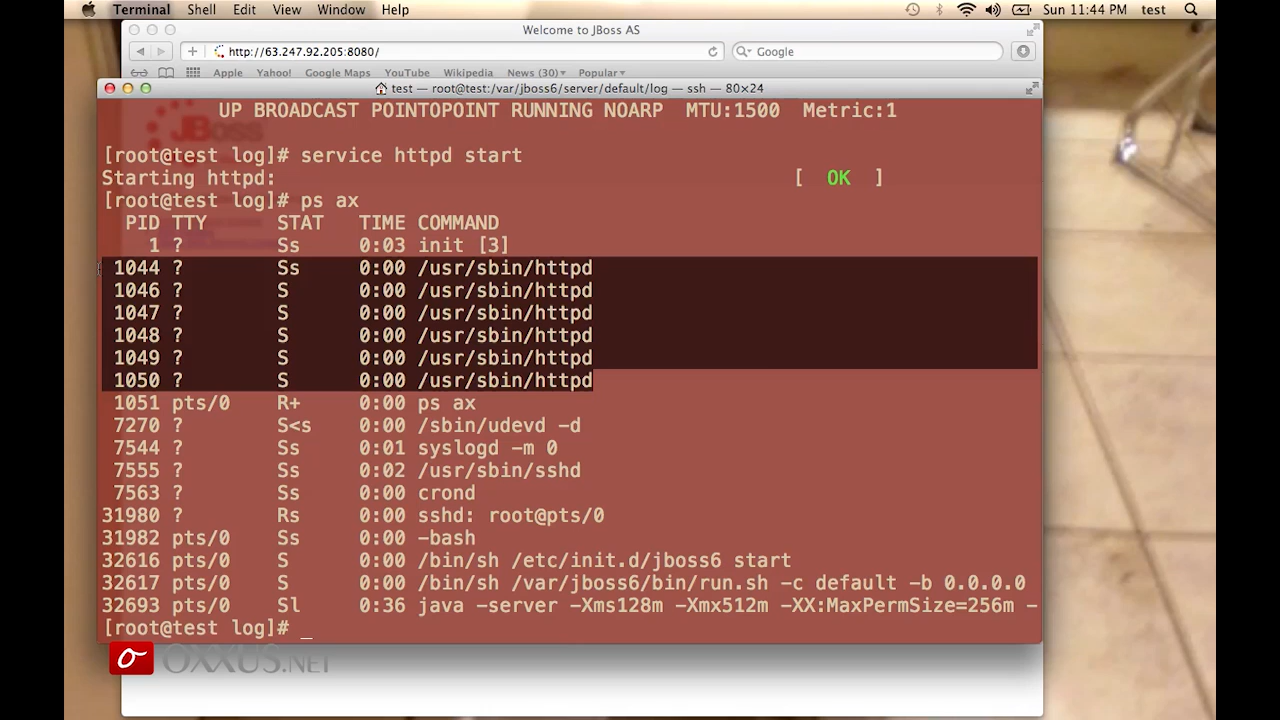 Terminal Shell Edit View Window Help Sun 11:44 PM test
Welcome to JBoss AS
http://63.247.92.205:8080/ Google
Apple Yahoo! Google Maps YouTube Wikipedia News (30) Popular
test — root@test:/var/jboss6/server/default/log — ssh — 80×24
JBoss
UP BROADCAST POINTOPOINT RUNNING NOARP MTU:1500 Metric:1
[root@test log]# service httpd start
Starting httpd: [ OK ]
[root@test log]# ps ax
PID TTY STAT TIME COMMAND
1 ? Ss 0:03 init [3]
1044 ? Ss 0:00 /usr/sbin/httpd
1046 ? S 0:00 /usr/sbin/httpd
1047 ? S 0:00 /usr/sbin/httpd
1048 ? S 0:00 /usr/sbin/httpd
1049 ? S 0:00 /usr/sbin/httpd
1050 ? S 0:00 /usr/sbin/httpd
1051 pts/0 R+ 0:00 ps ax
7270 ? S<s 0:00 /sbin/udevd -d
7544 ? Ss 0:01 syslogd -m 0
7555 ? Ss 0:02 /usr/sbin/sshd
7563 ? Ss 0:00 crond
31980 ? Rs 0:00 sshd: root@pts/0
31982 pts/0 Ss 0:00 -bash
32616 pts/0 S 0:00 /bin/sh /etc/init.d/jboss6 start
32617 pts/0 S 0:00 /bin/sh /var/jboss6/bin/run.sh -c default -b 0.0.0.0
32693 pts/0 Sl 0:36 java -server -Xms128m -Xmx512m -XX:MaxPermSize=256m -
[root@test log]# _
OXXUS.NET